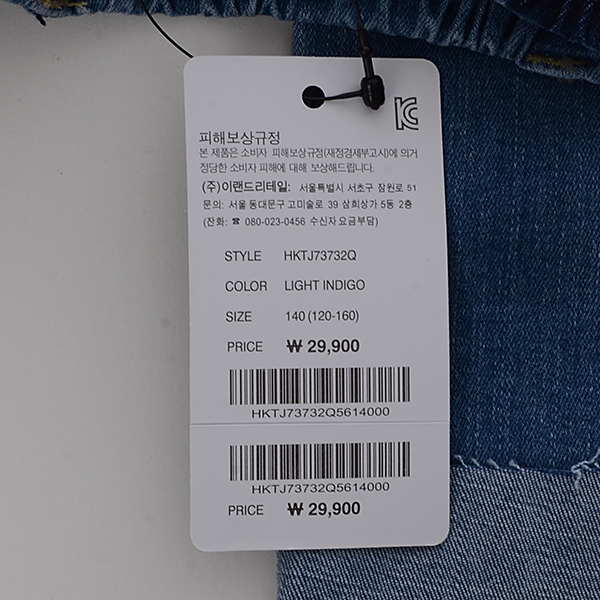 KC
피해보상규정
본 제품은 소비자 피해보상규정(재정경제부고시)에 의거
정당한 소비자 피해에 대해 보상해드립니다.
(주)이랜드리테일: 서울특별시 서초구 잠원로 51
문의: 서울 동대문구 고미술로 39 삼희상가 5동 2층
(전화: ☎ 080-023-0456 수신자 요금부담)
STYLE HKTJ73732Q
COLOR LIGHT INDIGO
SIZE 140 (120-160)
PRICE ₩ 29,900
HKTJ73732Q5614000
HKTJ73732Q5614000
PRICE ₩ 29,900